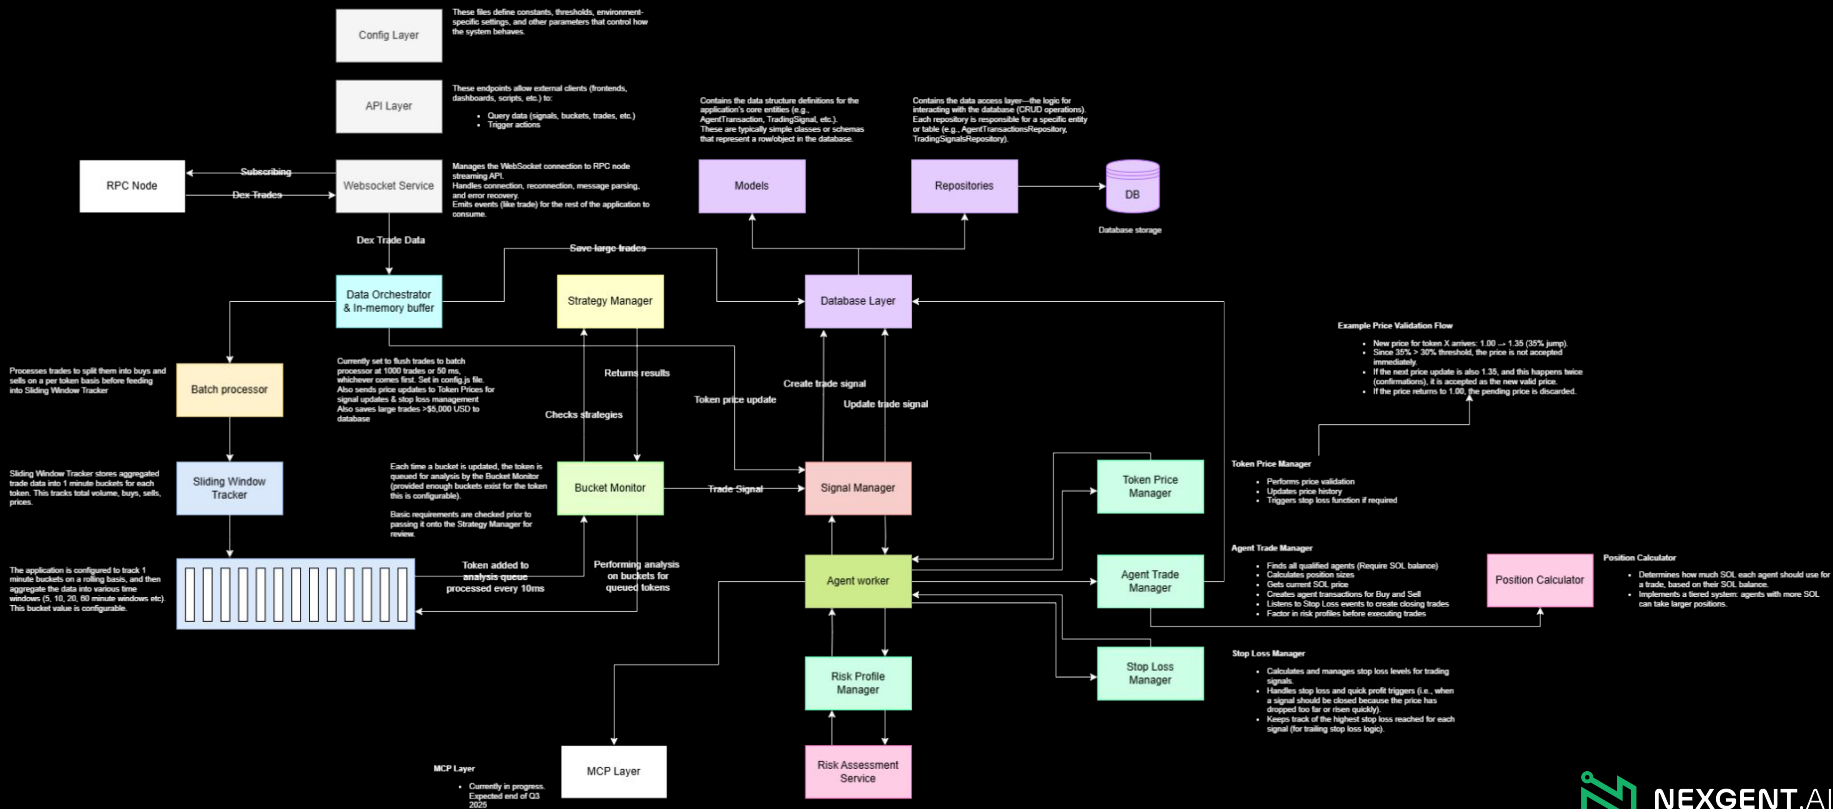 Config Layer
These files define constants, thresholds, environment-
specific settings, and other parameters that control how
the system behaves.
API Layer
These endpoints allow external clients (frontends,
dashboards, scripts, etc.) to:
• Query data (signals, buckets, trades, etc.)
• Trigger actions
RPC Node
Subscribing
Dex Trades
Websocket Service
Manages the WebSocket connection to RPC node
streaming API.
Handles connection, reconnection, message parsing,
and error recovery.
Emits events (like trade) for the rest of the application to
consume.
Contains the data structure definitions for the
application's core entities (e.g.,
AgentTransaction, TradingSignal, etc.).
These are typically simple classes or schemas
that represent a row/object in the database.
Models
Contains the data access layer—the logic for
interacting with the database (CRUD operations).
Each repository is responsible for a specific entity
or table (e.g., AgentTransactionsRepository,
TradingSignalsRepository).
Repositories
DB
Database storage
Dex Trade Data
Save large trades
Data Orchestrator
& In-memory buffer
Strategy Manager
Database Layer
Currently set to flush trades to batch
processor at 1000 trades or 50 ms,
whichever comes first. Set in config.js file.
Also sends price updates to Token Prices for
signal updates & stop loss management
Also saves large trades >$5,000 USD to
database
Processes trades to split them into buys and
sells on a per token basis before feeding
into Sliding Window Tracker
Batch processor
Returns results
Checks strategies
Token price update
Create trade signal
Update trade signal
Example Price Validation Flow
• New price for token X arrives: 1.00 → 1.35 (35% jump).
• Since 35% > 30% threshold, the price is not accepted
immediately.
• If the next price update is also 1.35, and this happens twice
(confirmations), it is accepted as the new valid price.
• If the price returns to 1.00, the pending price is discarded.
Sliding Window Tracker stores aggregated
trade data into 1 minute buckets for each
token. This tracks total volume, buys, sells,
prices.
Sliding Window
Tracker
Each time a bucket is updated, the token is
queued for analysis by the Bucket Monitor
(provided enough buckets exist for the token
this is configurable).
Basic requirements are checked prior to
passing it onto the Strategy Manager for
review.
Bucket Monitor
Trade Signal
Signal Manager
Token Price
Manager
Token Price Manager
• Performs price validation
• Updates price history
• Triggers stop loss function if required
The application is configured to track 1
minute buckets on a rolling basis, and then
aggregate the data into various time
windows (5, 10, 20, 60 minute windows etc).
This bucket value is configurable.
Token added to
analysis queue
processed every 10ms
Performing analysis
on buckets for
queued tokens
Agent worker
Agent Trade
Manager
Agent Trade Manager
• Finds all qualified agents (Require SOL balance)
• Calculates position sizes
• Gets current SOL price
• Creates agent transactions for Buy and Sell
• Listens to Stop Loss events to create closing trades
• Factor in risk profiles before executing trades
Position Calculator
Position Calculator
• Determines how much SOL each agent should use for
a trade, based on their SOL balance.
• Implements a tiered system: agents with more SOL
can take larger positions.
Risk Profile
Manager
Stop Loss
Manager
Stop Loss Manager
• Calculates and manages stop loss levels for trading
signals.
• Handles stop loss and quick profit triggers (i.e., when
a signal should be closed because the price has
dropped too far or risen quickly).
• Keeps track of the highest stop loss reached for each
signal (for trailing stop loss logic).
MCP Layer
• Currently in progress.
Expected end of Q3
2025
MCP Layer
Risk Assessment
Service
NEXGENT.AI